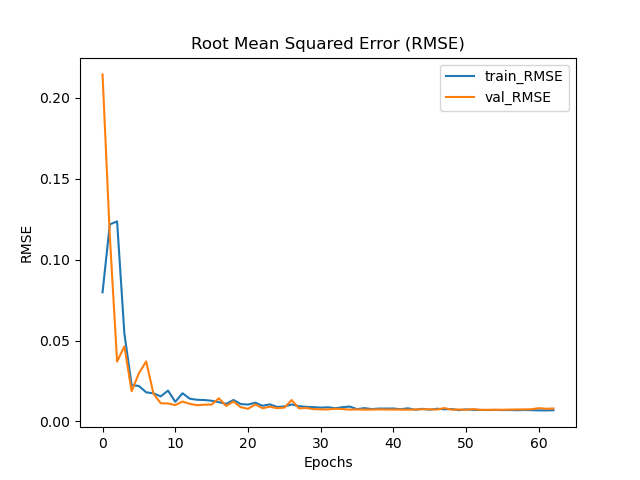 Root Mean Squared Error (RMSE)
train_RMSE
val_RMSE
0.20
0.15
0.10
0.05
0.00
RMSE
0 10 20 30 40 50 60
Epochs